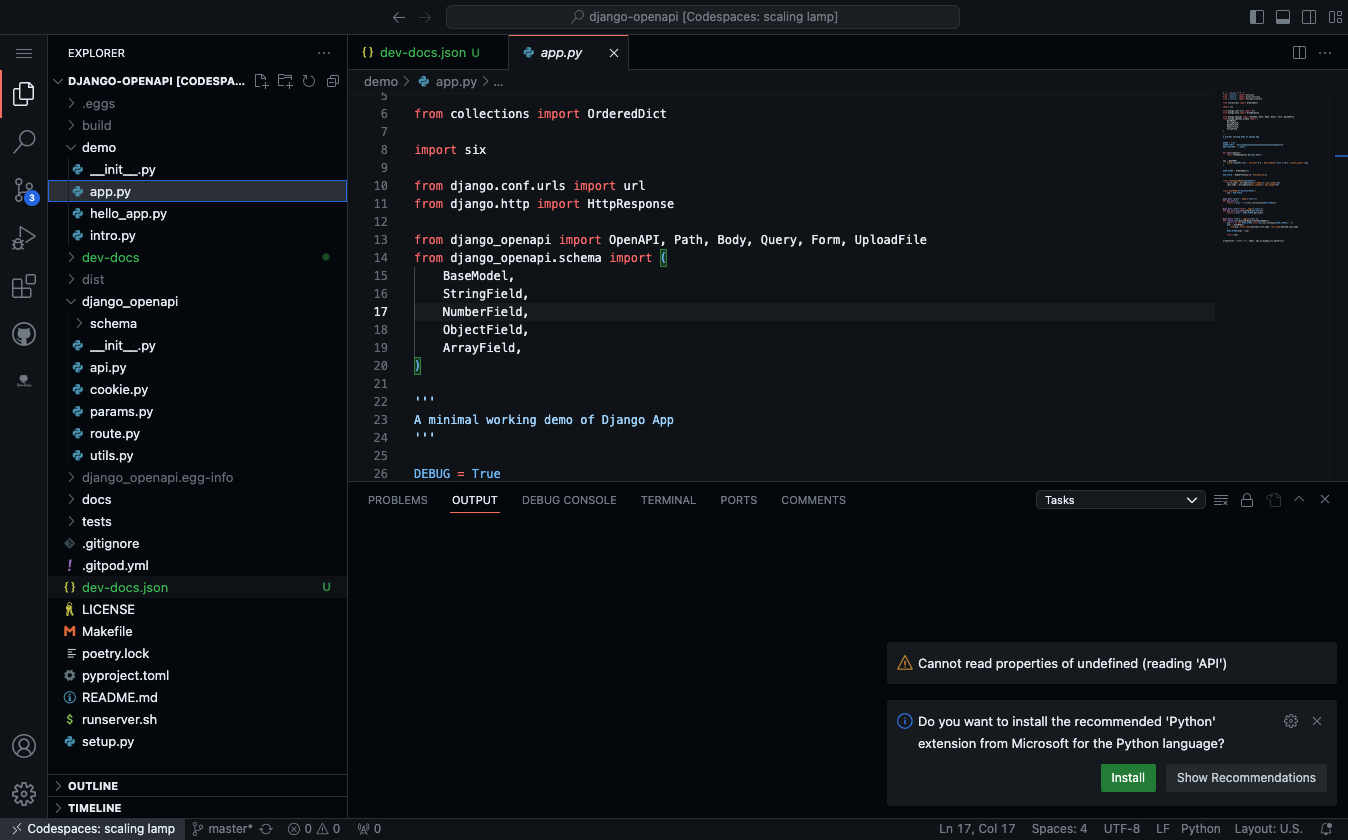 django-openapi [Codespaces: scaling lamp]
EXPLORER
DJANGO-OPENAPI [CODESPA...
.eggs
build
demo
__init__.py
app.py
hello_app.py
intro.py
dev-docs
dist
django_openapi
schema
__init__.py
api.py
cookie.py
params.py
route.py
utils.py
django_openapi.egg-info
docs
tests
.gitignore
.gitpod.yml
dev-docs.json U
LICENSE
Makefile
poetry.lock
pyproject.toml
README.md
runserver.sh
setup.py
OUTLINE
TIMELINE
3
dev-docs.json U
app.py
demo > app.py > ...
5
6 from collections import OrderedDict
7
8 import six
9
10 from django.conf.urls import url
11 from django.http import HttpResponse
12
13 from django_openapi import OpenAPI, Path, Body, Query, Form, UploadFile
14 from django_openapi.schema import (
15 BaseModel,
16 StringField,
17 NumberField,
18 ObjectField,
19 ArrayField,
20 )
21
22 '''
23 A minimal working demo of Django App
24 '''
25
26 DEBUG = True
PROBLEMS OUTPUT DEBUG CONSOLE TERMINAL PORTS COMMENTS
Tasks
Cannot read properties of undefined (reading 'API')
Do you want to install the recommended 'Python'
extension from Microsoft for the Python language?
Install Show Recommendations
Codespaces: scaling lamp master* 0 0 0 Ln 17, Col 17 Spaces: 4 UTF-8 LF Python Layout: U.S.